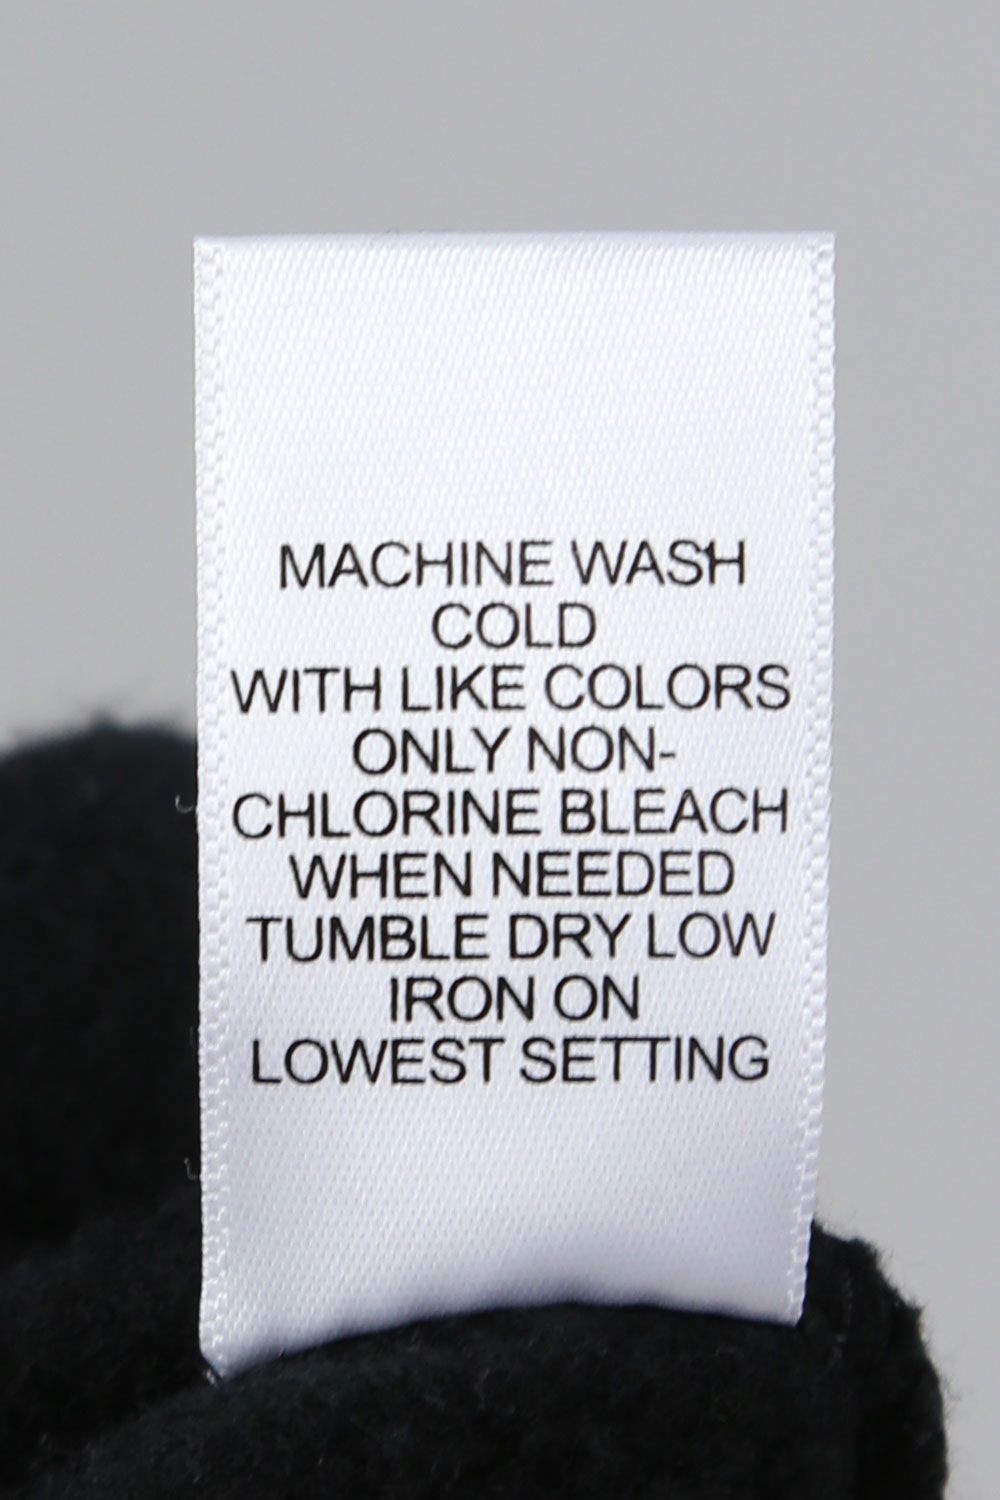 MACHINE WASH
COLD
WITH LIKE COLORS
ONLY NON-
CHLORINE BLEACH
WHEN NEEDED
TUMBLE DRY LOW
IRON ON
LOWEST SETTING